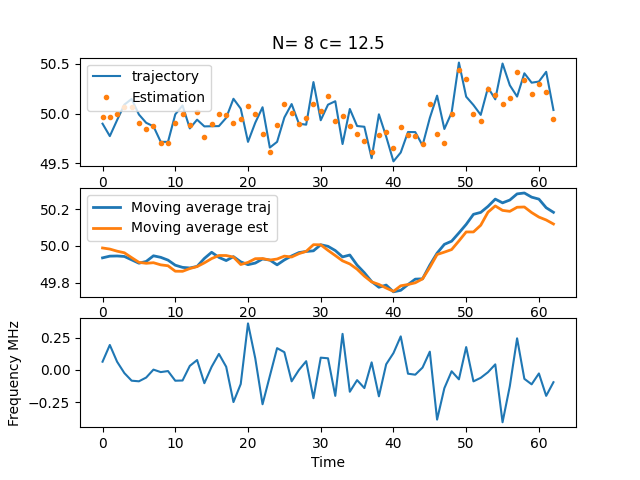 N= 8 c= 12.5
50.5
50.0
49.5
trajectory
Estimation
0 10 20 30 40 50 60
50.2
50.0
49.8
Moving average traj
Moving average est
0 10 20 30 40 50 60
Frequency MHz
0.25
0.00
−0.25
0 10 20 30 40 50 60
Time